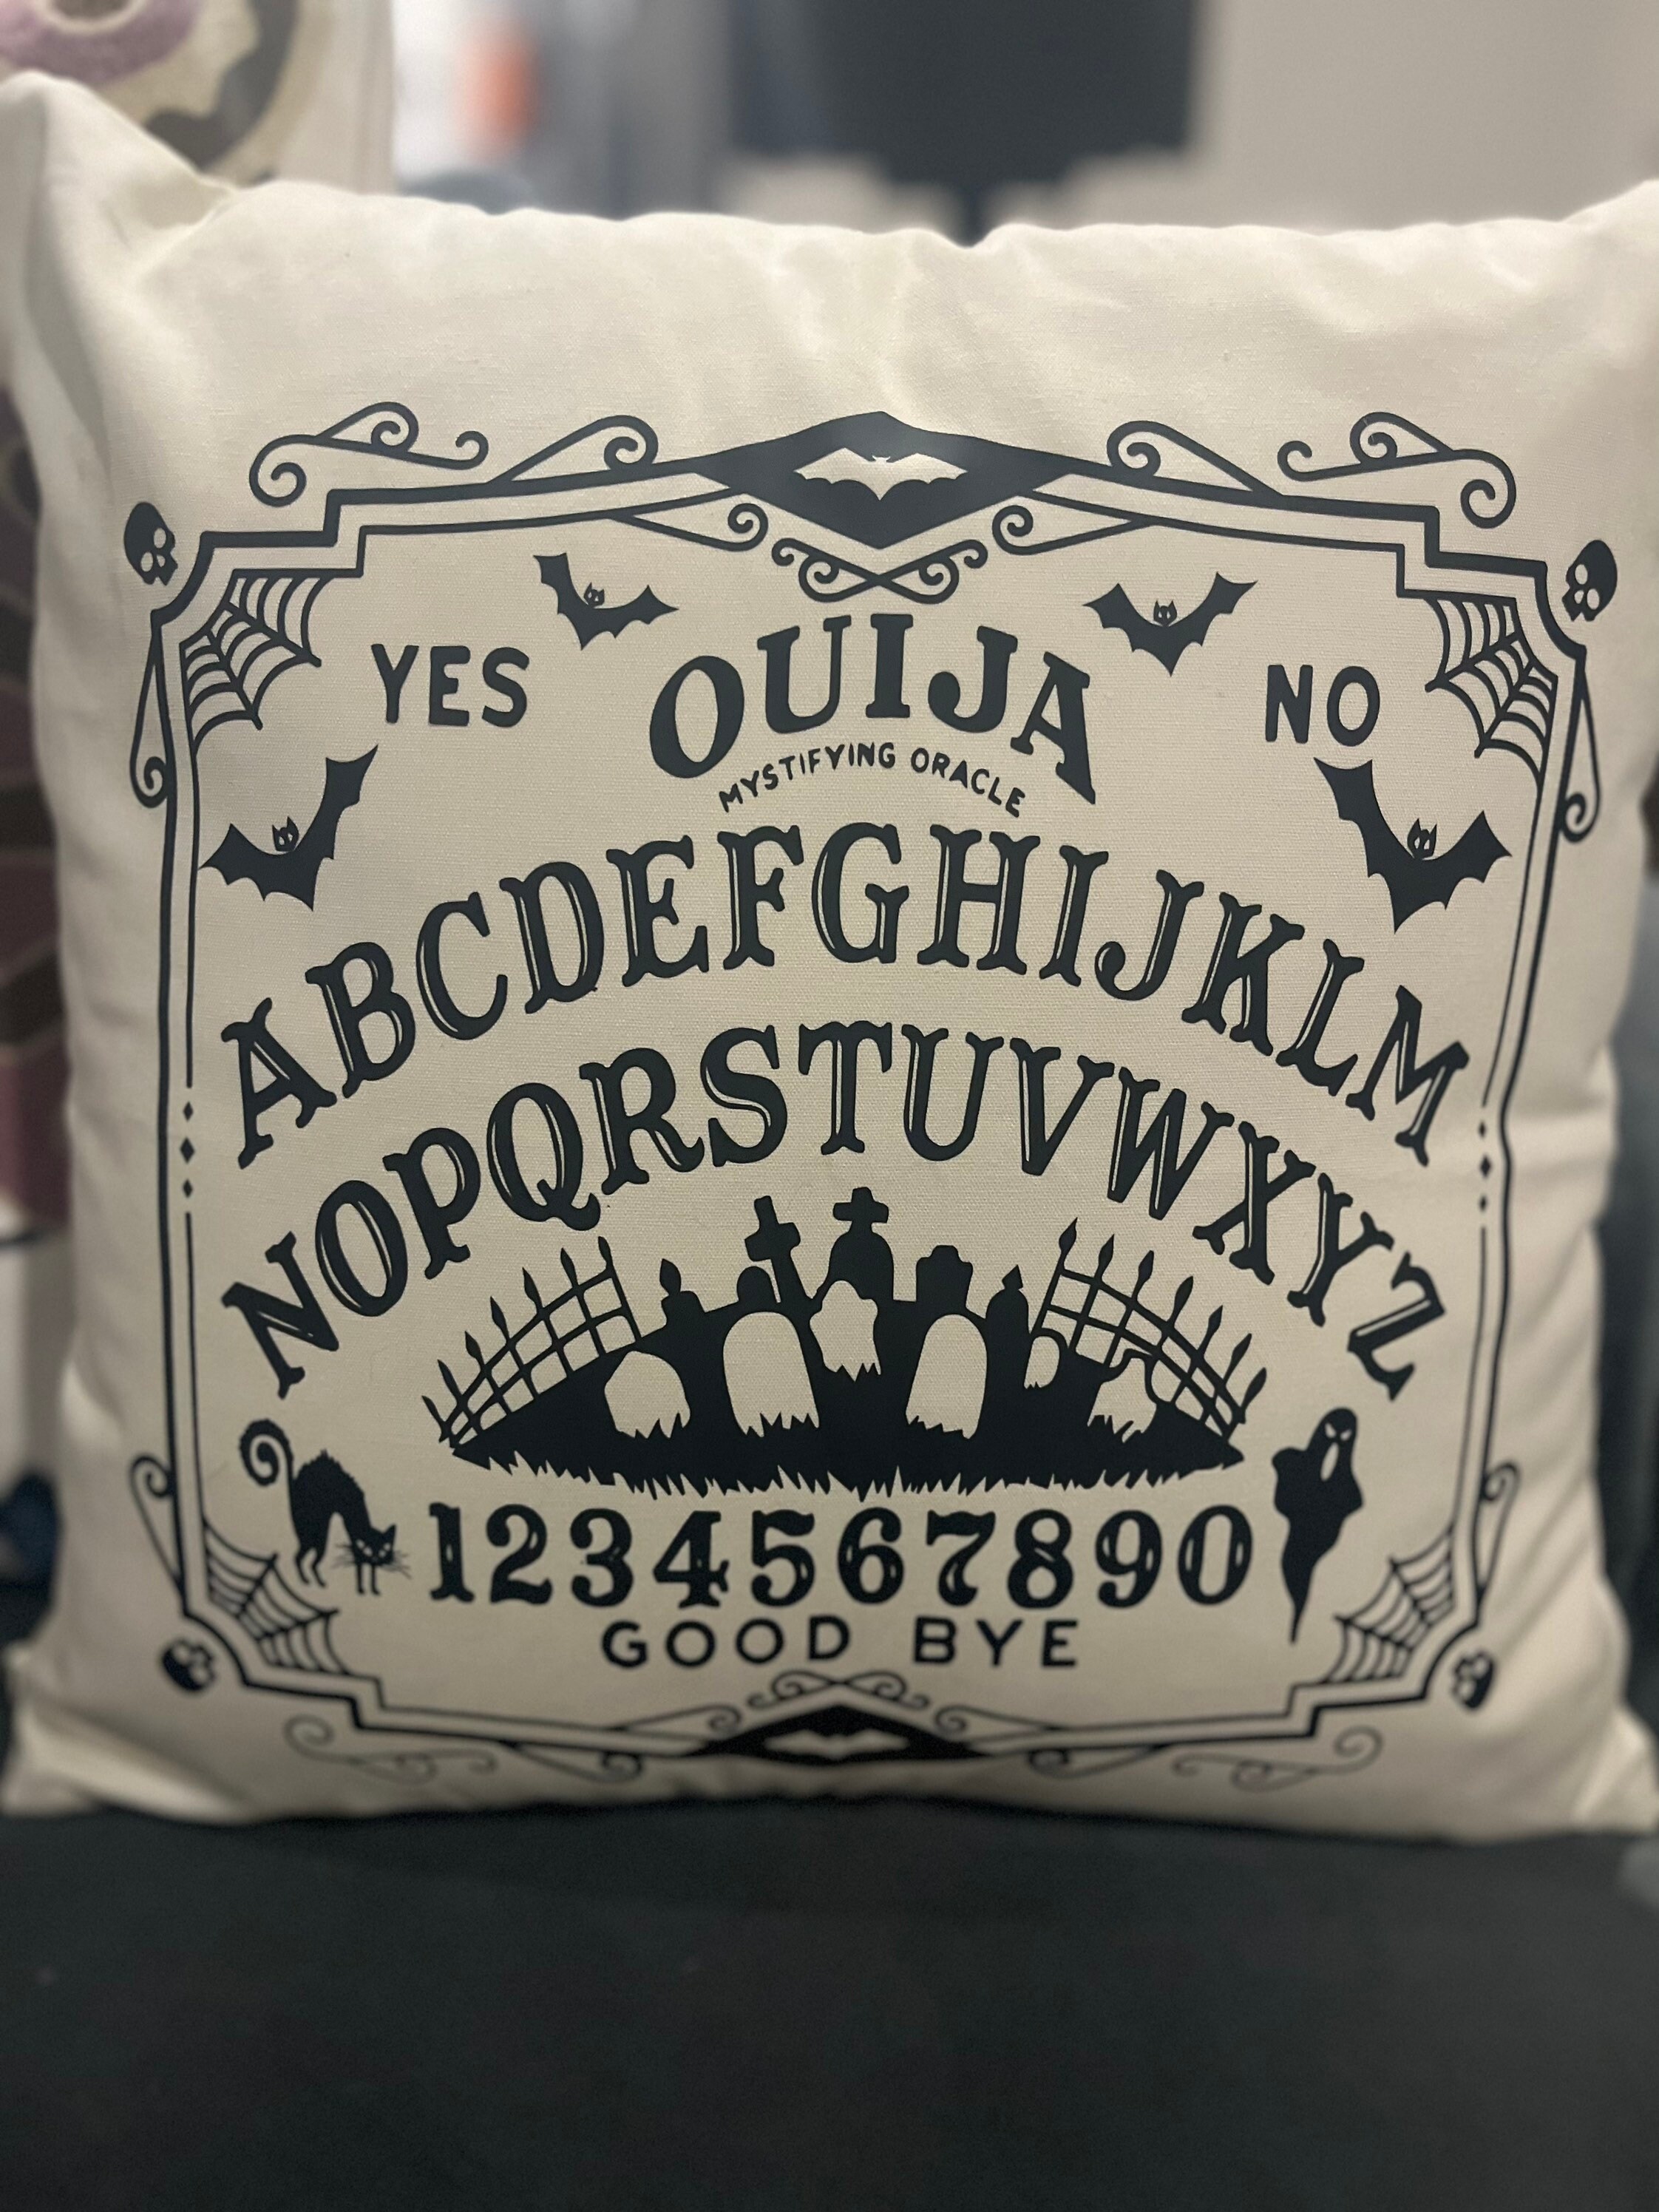 YES OUIJA NO
MYSTIFYING ORACLE
ABCDEFGHIJKLM
NOPQRSTUVWXYZ
1234567890
GOOD BYE